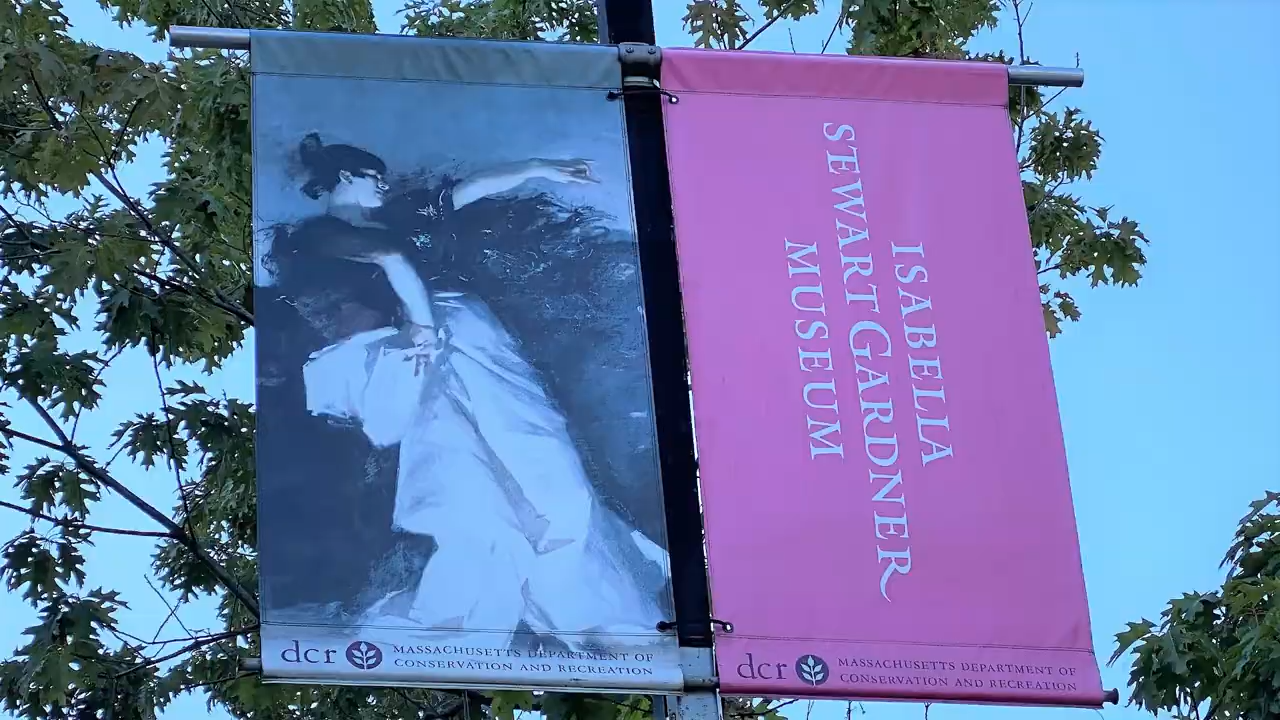 ISABELLA
STEWART GARDNER
MUSEUM
dcr MASSACHUSETTS DEPARTMENT OF
CONSERVATION AND RECREATION
dcr MASSACHUSETTS DEPARTMENT OF
CONSERVATION AND RECREATION